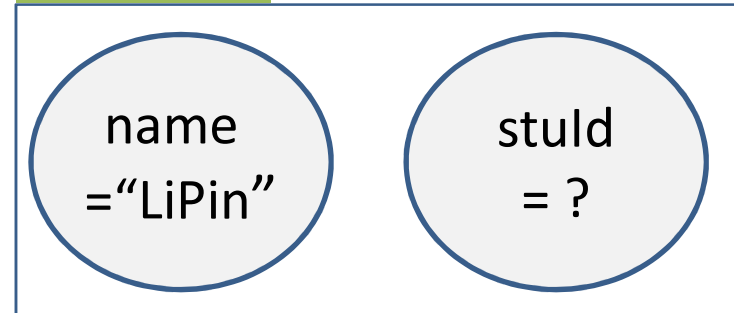 name
=“LiPin”
stuId
= ?